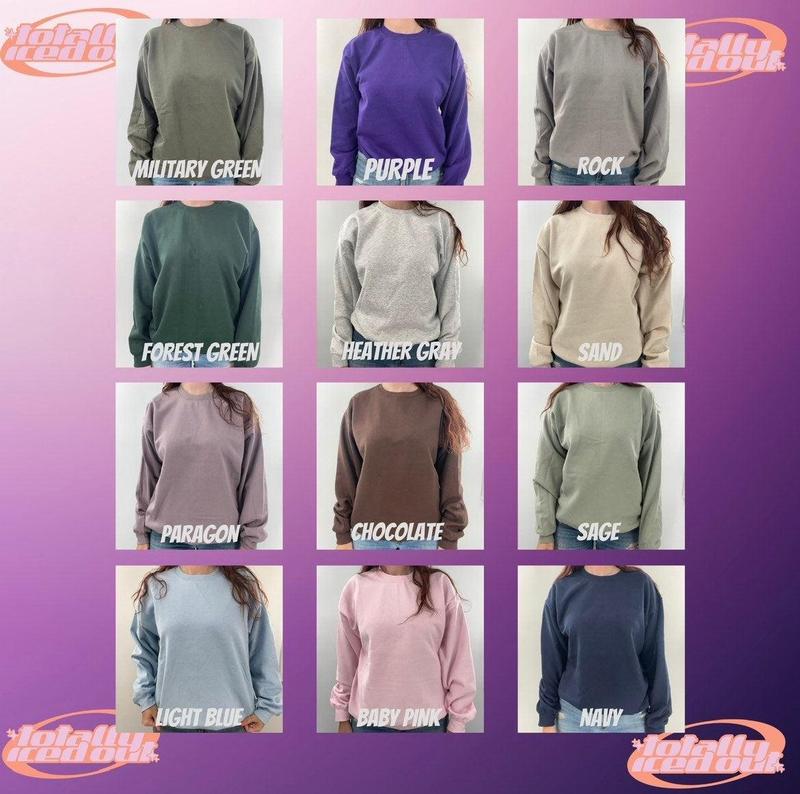 totally
iced out
totally
iced out
MILITARY GREEN
PURPLE
ROCK
FOREST GREEN
HEATHER GRAY
SAND
PARAGON
CHOCOLATE
SAGE
LIGHT BLUE
BABY PINK
NAVY
totally
iced out
totally
iced out